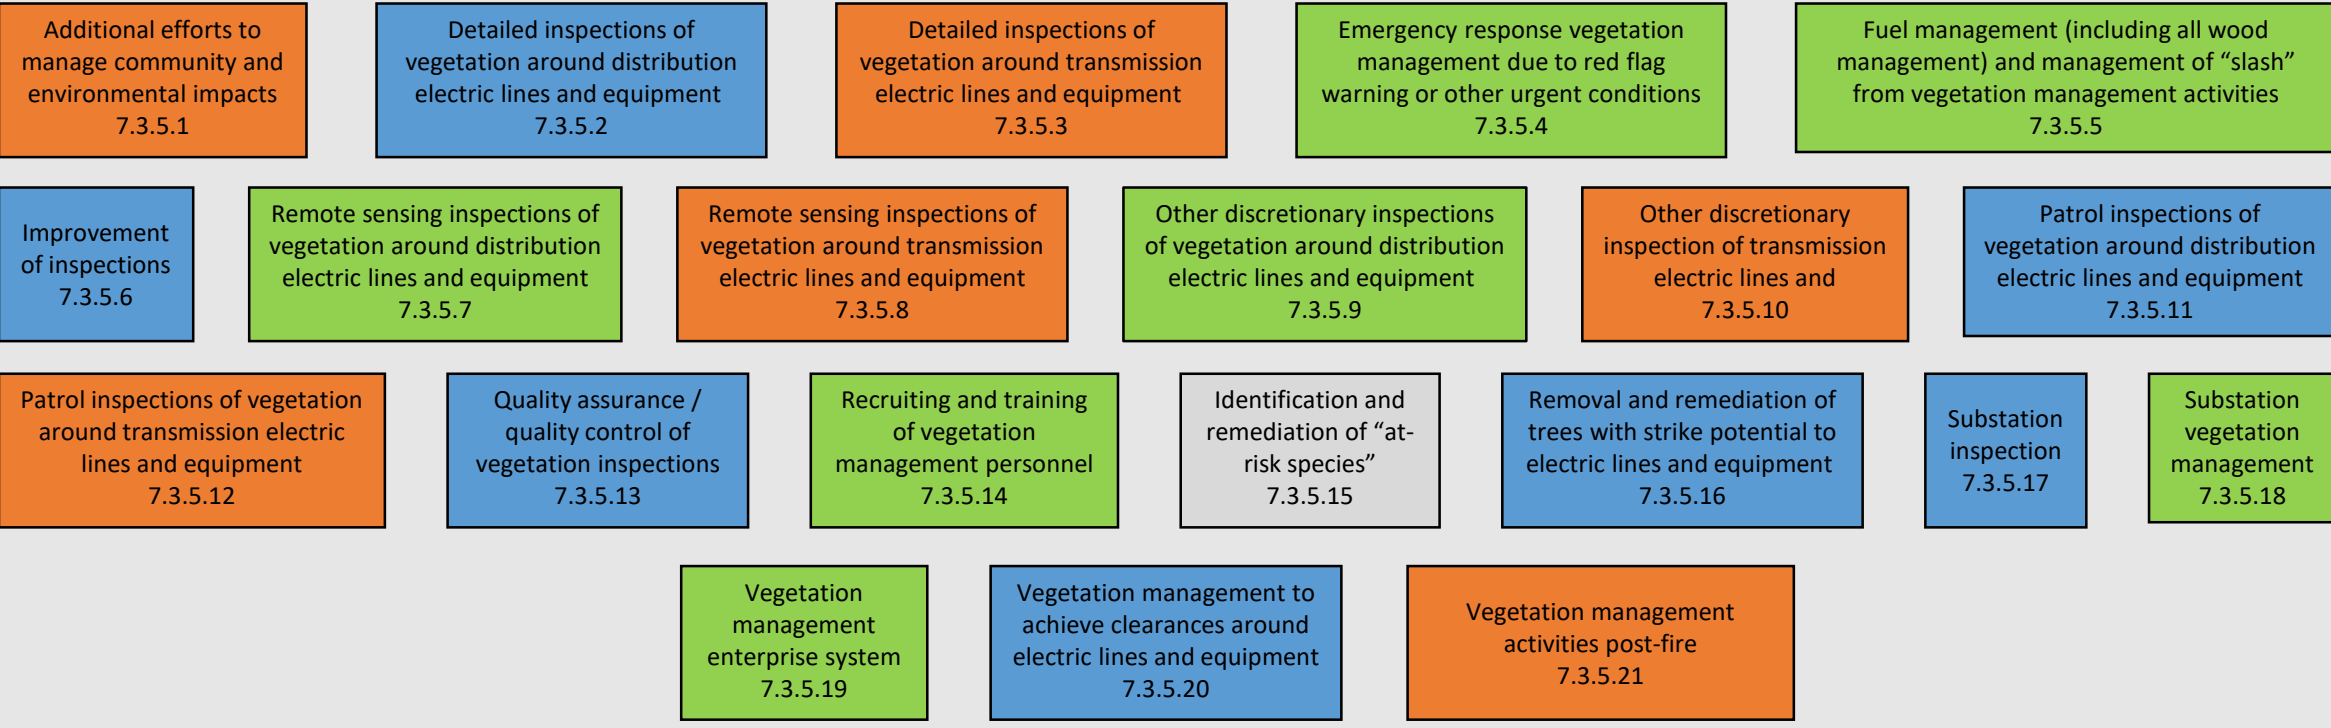 Additional efforts to
manage community and
environmental impacts
7.3.5.1
Detailed inspections of
vegetation around distribution
electric lines and equipment
7.3.5.2
Detailed inspections of
vegetation around transmission
electric lines and equipment
7.3.5.3
Emergency response vegetation
management due to red flag
warning or other urgent conditions
7.3.5.4
Fuel management (including all wood
management) and management of “slash”
from vegetation management activities
7.3.5.5
Improvement
of inspections
7.3.5.6
Remote sensing inspections of
vegetation around distribution
electric lines and equipment
7.3.5.7
Remote sensing inspections of
vegetation around transmission
electric lines and equipment
7.3.5.8
Other discretionary inspections
of vegetation around distribution
electric lines and equipment
7.3.5.9
Other discretionary
inspection of transmission
electric lines and
7.3.5.10
Patrol inspections of
vegetation around distribution
electric lines and equipment
7.3.5.11
Patrol inspections of vegetation
around transmission electric
lines and equipment
7.3.5.12
Quality assurance /
quality control of
vegetation inspections
7.3.5.13
Recruiting and training
of vegetation
management personnel
7.3.5.14
Identification and
remediation of “at-
risk species”
7.3.5.15
Removal and remediation of
trees with strike potential to
electric lines and equipment
7.3.5.16
Substation
inspection
7.3.5.17
Substation
vegetation
management
7.3.5.18
Vegetation
management
enterprise system
7.3.5.19
Vegetation management to
achieve clearances around
electric lines and equipment
7.3.5.20
Vegetation management
activities post-fire
7.3.5.21